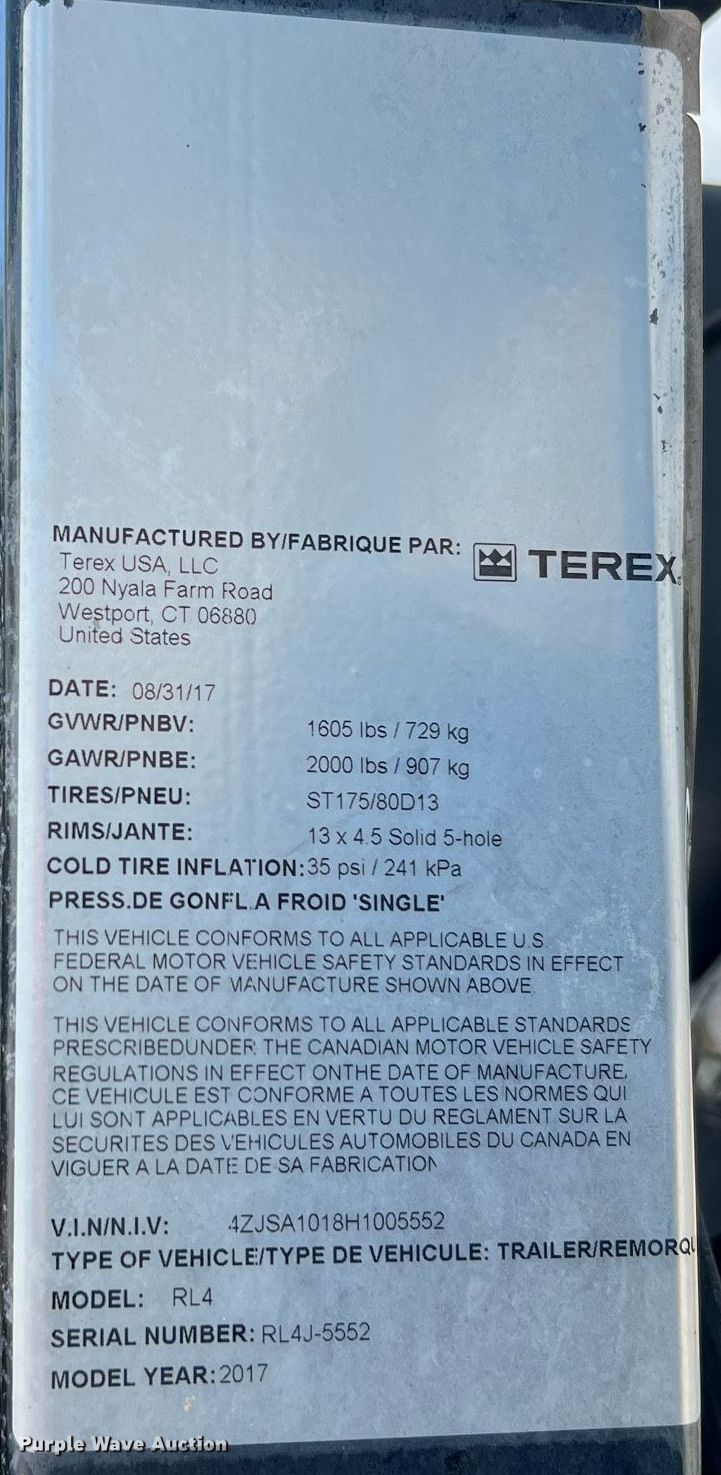 MANUFACTURED BY/FABRIQUE PAR: TEREX
Terex USA, LLC
200 Nyala Farm Road
Westport, CT 06880
United States
DATE: 08/31/17
GVWR/PNBV: 1605 lbs / 729 kg
GAWR/PNBE: 2000 lbs / 907 kg
TIRES/PNEU: ST175/80D13
RIMS/JANTE: 13 x 4.5 Solid 5-hole
COLD TIRE INFLATION: 35 psi / 241 kPa
PRESS.DE GONFL.A FROID 'SINGLE'
THIS VEHICLE CONFORMS TO ALL APPLICABLE U.S.
FEDERAL MOTOR VEHICLE SAFETY STANDARDS IN EFFECT
ON THE DATE OF MANUFACTURE SHOWN ABOVE.
THIS VEHICLE CONFORMS TO ALL APPLICABLE STANDARDS
PRESCRIBEDUNDER THE CANADIAN MOTOR VEHICLE SAFETY
REGULATIONS IN EFFECT ONTHE DATE OF MANUFACTURE,
CE VEHICULE EST CONFORME A TOUTES LES NORMES QUI
LUI SONT APPLICABLES EN VERTU DU REGLAMENT SUR LA
SECURITES DES VEHICULES AUTOMOBILES DU CANADA EN
VIGUER A LA DATE DE SA FABRICATION
V.I.N/N.I.V: 4ZJSA1018H1005552
TYPE OF VEHICLE/TYPE DE VEHICULE: TRAILER/REMORQU
MODEL: RL4
SERIAL NUMBER: RL4J-5552
MODEL YEAR: 2017
Purple Wave Auction